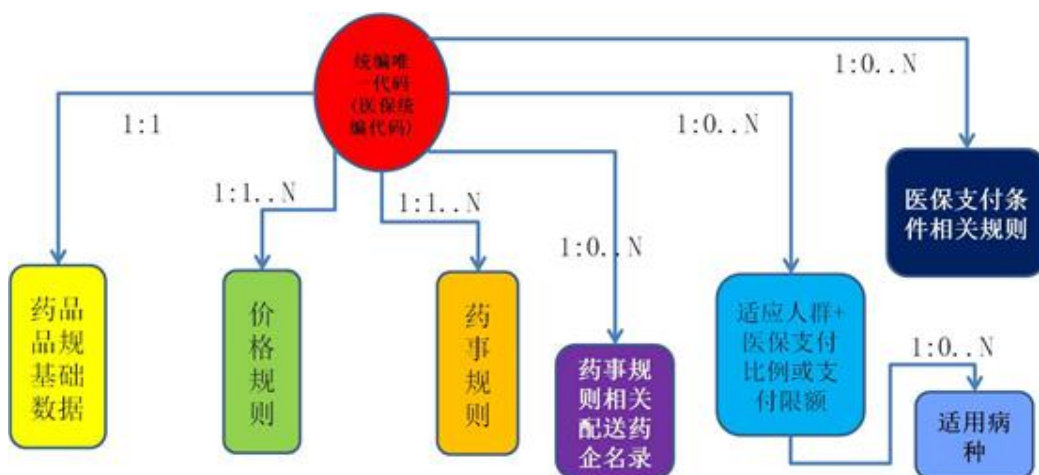 统编唯
一代码
(医保统
编代码)
1:0..N
1:1
1:0..N
1:1..N
1:1..N
1:0..N
医保支付条
件相关规则
药品
品规
基础
数据
价
格
规
则
药
事
规
则
药事规
则相关
配送药
企名录
适应人群+
医保支付
比例或支
付限额
1:0..N
适用病
种